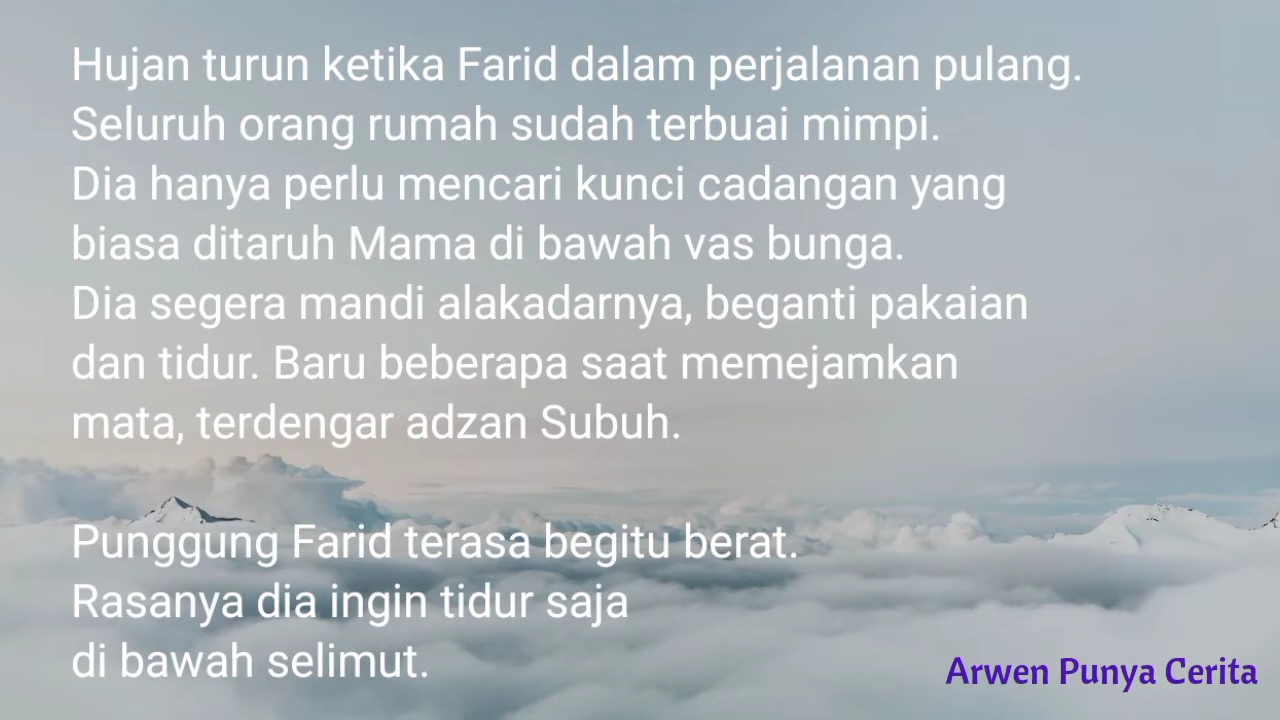 Hujan turun ketika Farid dalam perjalanan pulang.
Seluruh orang rumah sudah terbuai mimpi.
Dia hanya perlu mencari kunci cadangan yang
biasa ditaruh Mama di bawah vas bunga.
Dia segera mandi alakadarnya, beganti pakaian
dan tidur. Baru beberapa saat memejamkan
mata, terdengar adzan Subuh.
Punggung Farid terasa begitu berat.
Rasanya dia ingin tidur saja
di bawah selimut.
Arwen Punya Cerita